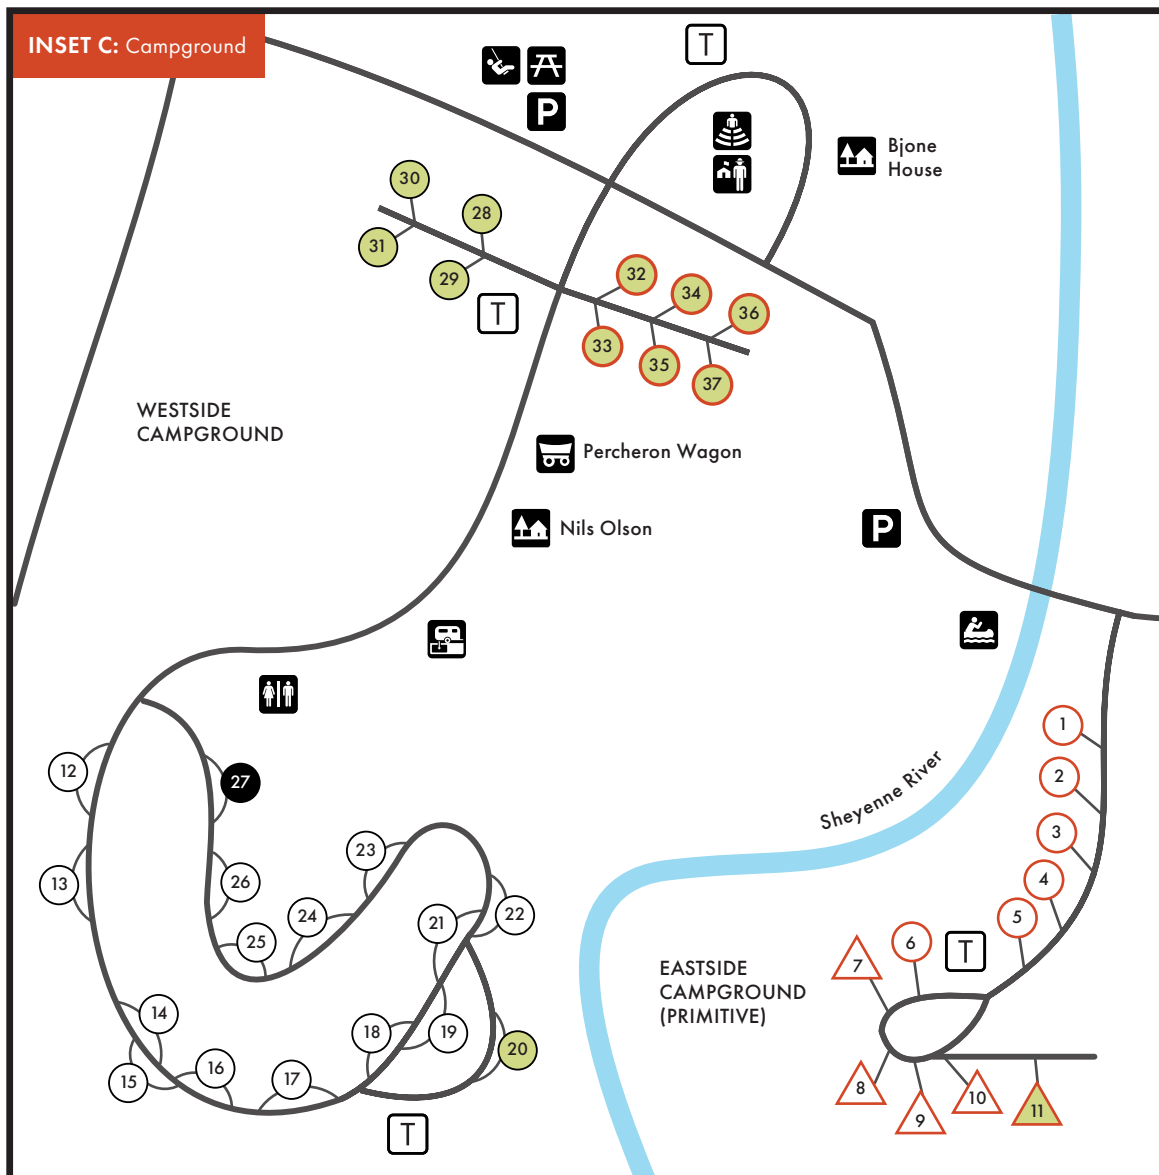 INSET C: Campground
T
P
Bjone
House
30
28
31
29
T
32
34
36
33
35
37
WESTSIDE
CAMPGROUND
Percheron Wagon
Nils Olson
P
12
27
13
26
23
24
25
22
21
14
15
16
17
18
19
20
T
Sheyenne River
1
2
3
4
5
6
T
7
EASTSIDE
CAMPGROUND
(PRIMITIVE)
8
9
10
11